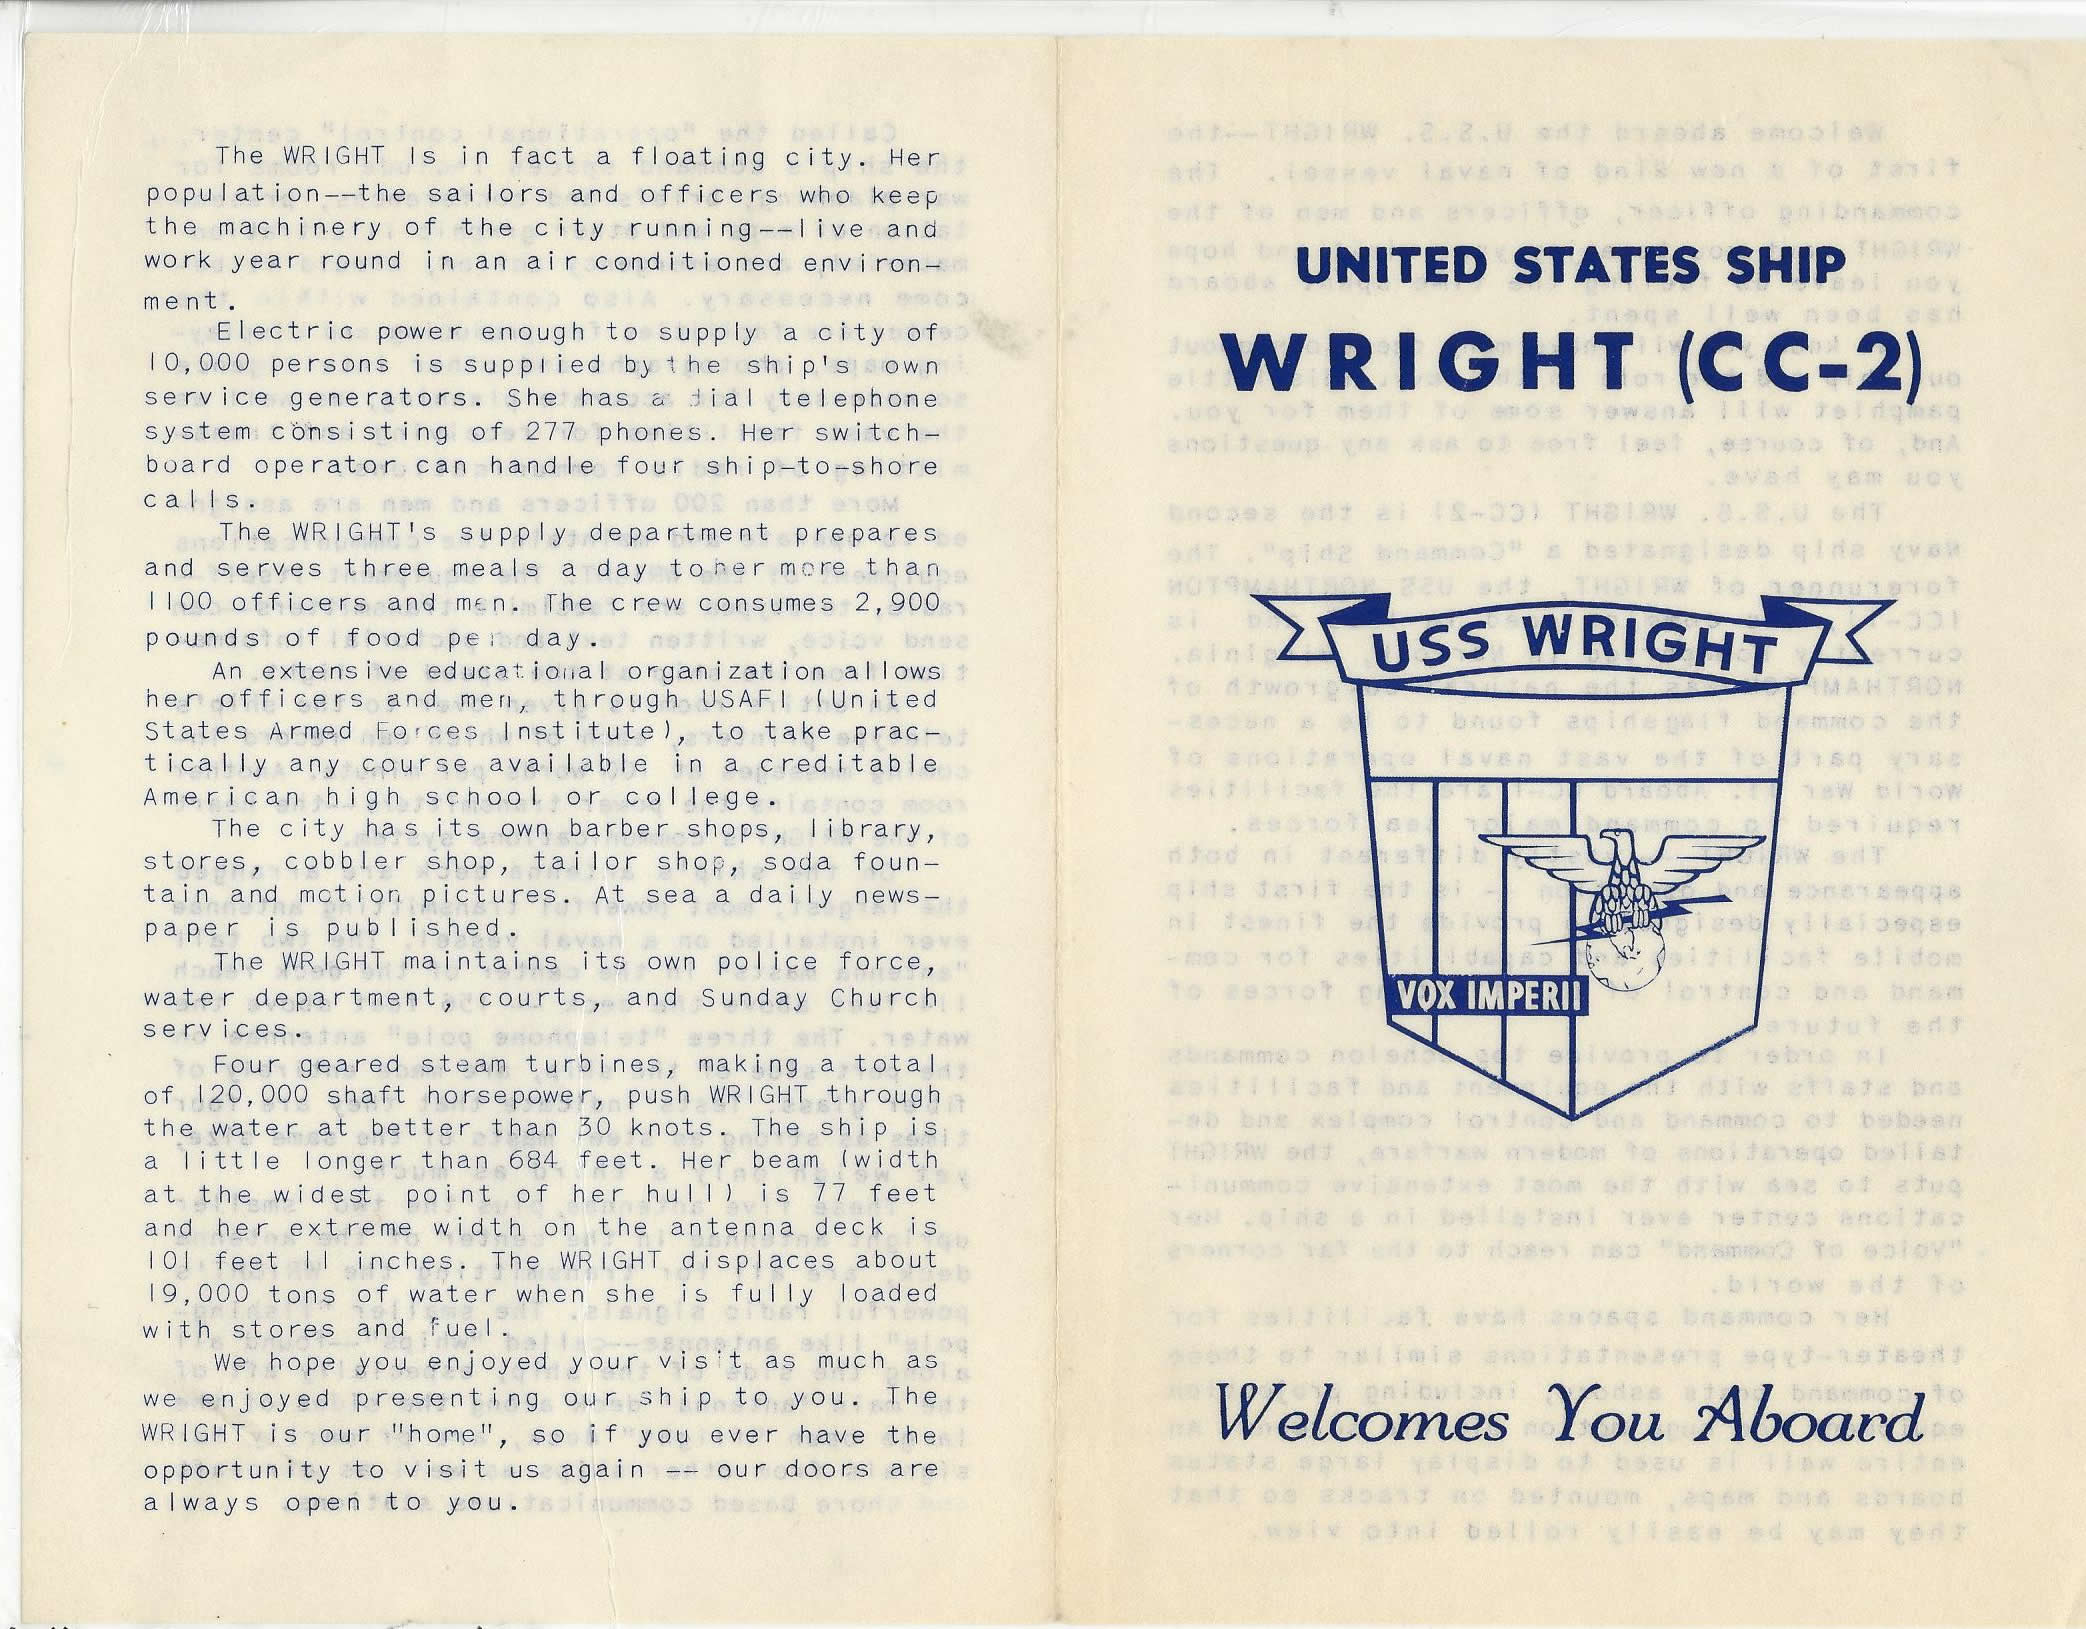 The WRIGHT is in fact a floating city. Her
population--the sailors and officers who keep
the machinery of the city running--live and
work year round in an air conditioned environ-
ment.
Electric power enough to supply a city of
10,000 persons is supplied by the ship's own
service generators. She has a dial telephone
system consisting of 277 phones. Her switch-
board operator can handle four ship-to-shore
calls.
The WRIGHT's supply department prepares
and serves three meals a day to her more than
1100 officers and men. The crew consumes 2,900
pounds of food per day.
An extensive educational organization allows
her officers and men, through USAFI (United
States Armed Forces Institute), to take prac-
tically any course available in a creditable
American high school or college.
The city has its own barber shops, library,
stores, cobbler shop, tailor shop, soda foun-
tain and motion pictures. At sea a daily news-
paper is published.
The WRIGHT maintains its own police force,
water department, courts, and Sunday Church
services.
Four geared steam turbines, making a total
of 120,000 shaft horsepower, push WRIGHT through
the water at better than 30 knots. The ship is
a little longer than 684 feet. Her beam (width
at the widest point of her hull) is 77 feet
and her extreme width on the antenna deck is
101 feet 11 inches. The WRIGHT displaces about
19,000 tons of water when she is fully loaded
with stores and fuel.
We hope you enjoyed your visit as much as
we enjoyed presenting our ship to you. The
WRIGHT is our "home", so if you ever have the
opportunity to visit us again -- our doors are
always open to you.
UNITED STATES SHIP
WRIGHT (CC-2)
USS WRIGHT
VOX IMPERII
Welcomes You Aboard